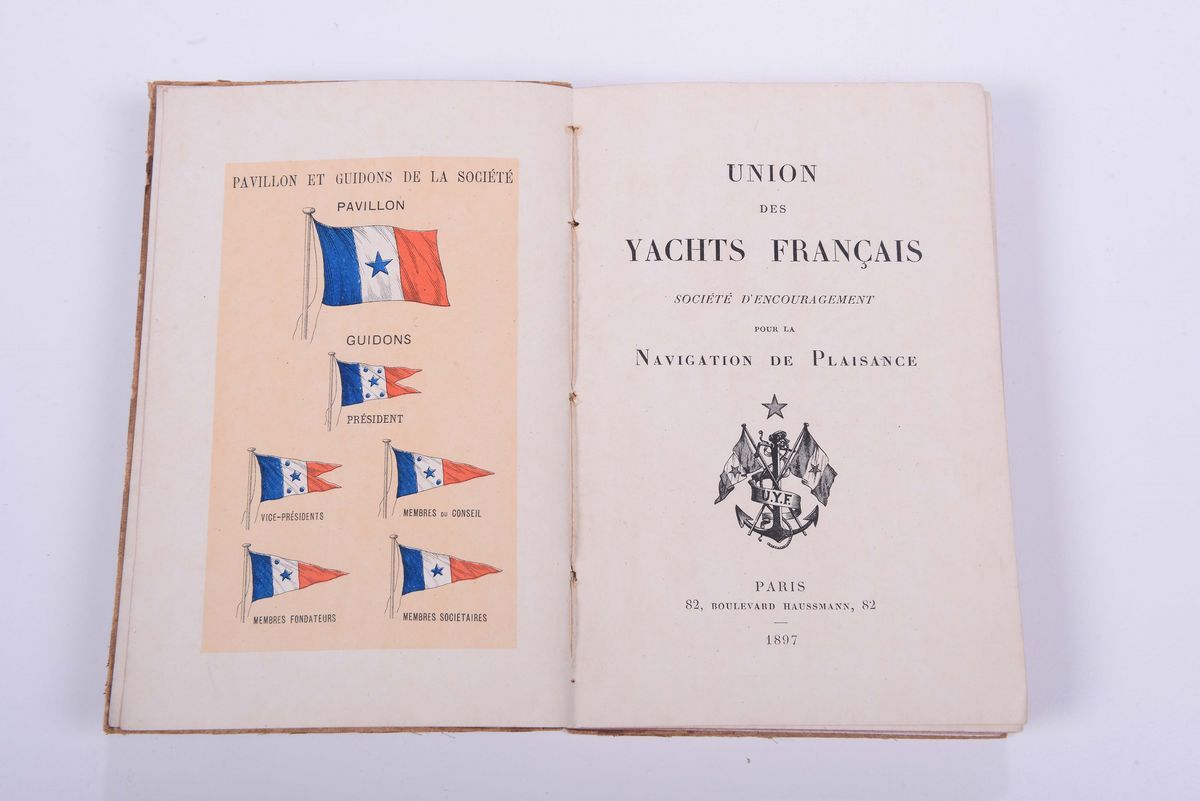 PAVILLON ET GUIDONS DE LA SOCIÉTÉ
PAVILLON
GUIDONS
PRÉSIDENT
VICE-PRÉSIDENTS
MEMBRES DU CONSEIL
MEMBRES FONDATEURS
MEMBRES SOCIÉTAIRES
UNION
DES
YACHTS FRANÇAIS
SOCIÉTÉ D'ENCOURAGEMENT
POUR LA
NAVIGATION DE PLAISANCE
U.Y.F.
PARIS
82, BOULEVARD HAUSSMANN, 82
1897